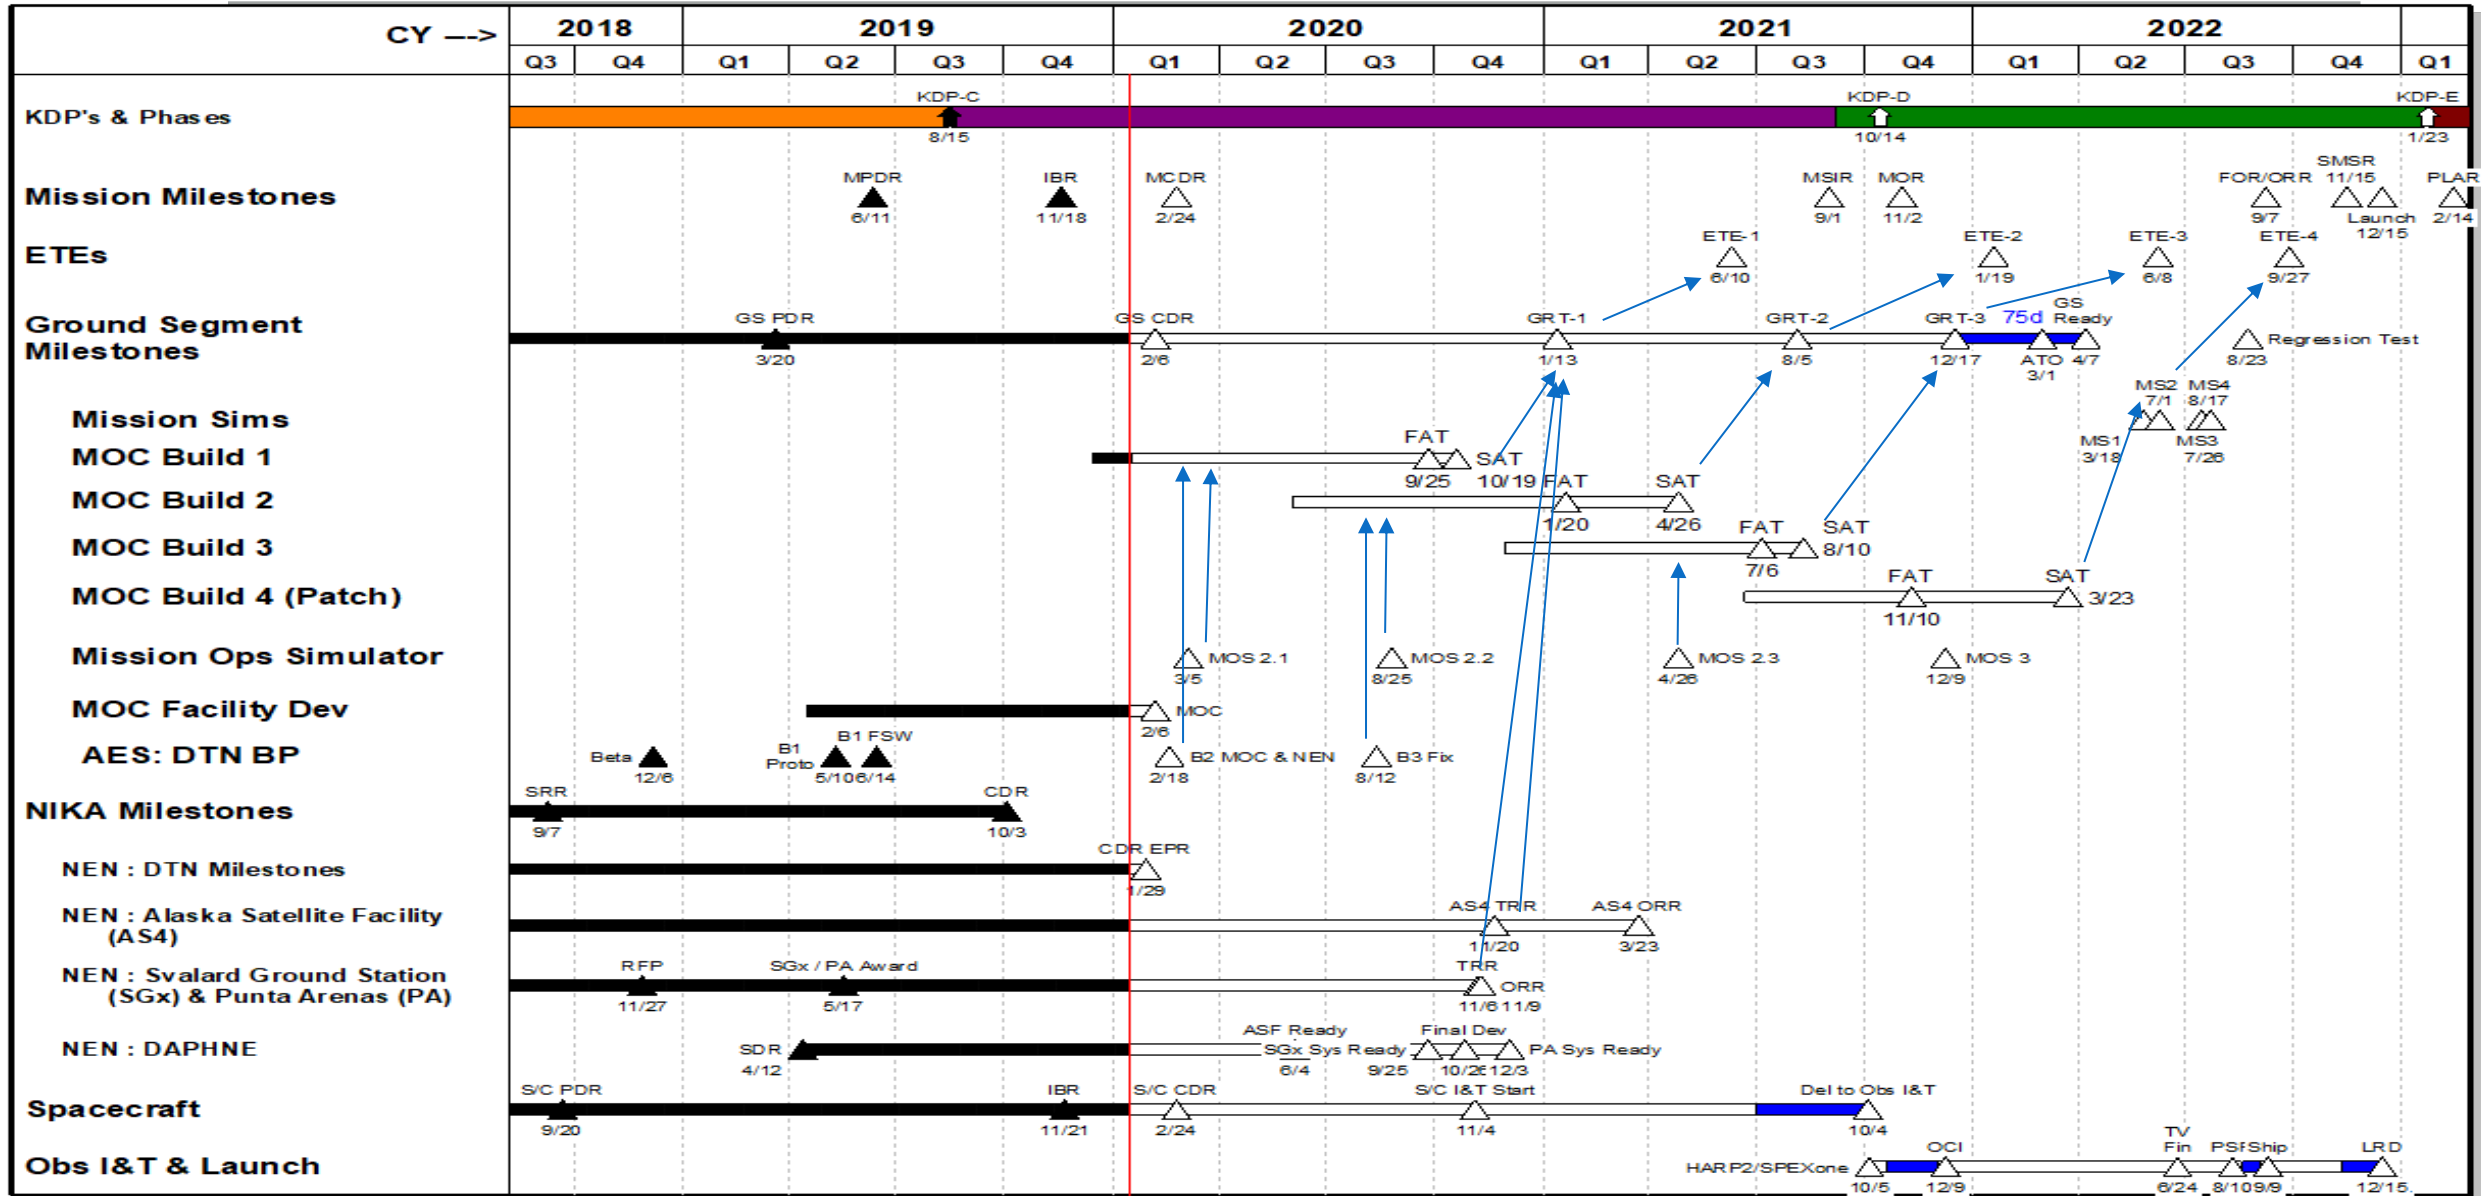 CY --->
2018 2019 2020 2021 2022
Q3 Q4 Q1 Q2 Q3 Q4 Q1 Q2 Q3 Q4 Q1 Q2 Q3 Q4 Q1 Q2 Q3 Q4 Q1
KDP-C KDP-D KDP-E
KDP's & Phases
8/15 10/14 1/23
SMSR
MPDR IBR MCDR MSIR MOR FOR/ORR 11/15 PLAR
Mission Milestones
6/11 11/18 2/24 9/1 11/2 9/7 Launch 2/14
12/15
ETE-1 ETE-2 ETE-3 ETE-4
ETEs
6/10 1/19 6/8 9/27
GS
GS PDR GS CDR GRT-1 GRT-2 GRT-3 75d Ready
Ground Segment
Milestones
Regression Test
3/20 2/6 1/13 8/5 12/17 ATO 4/7 8/23
3/1
MS2 MS4
7/1 8/17
Mission Sims
MS1 MS3
3/18 7/26
FAT
MOC Build 1
SAT
9/25 10/19
FAT SAT
MOC Build 2
1/20 4/26
FAT SAT
MOC Build 3
8/10
7/6
FAT SAT
MOC Build 4 (Patch)
3/23
11/10
Mission Ops Simulator
MOS 2.1 MOS 2.2 MOS 2.3 MOS 3
3/5 8/25 4/26 12/9
MOC Facility Dev
MOC
2/6
B1 B1 FSW
AES: DTN BP
Beta Proto B2 MOC & NEN B3 Fix
12/6 5/10 6/14 2/18 8/12
SRR CDR
NIKA Milestones
9/7 10/3
CDR EPR
NEN : DTN Milestones
1/29
AS4 TRR AS4 ORR
NEN : Alaska Satellite Facility
(AS4)
11/20 3/23
RFP SGx / PA Award TRR
NEN : Svalard Ground Station
(SGx) & Punta Arenas (PA)
ORR
11/27 5/17 11/6 11/9
ASF Ready Final Dev
NEN : DAPHNE
SDR SGx Sys Ready PA Sys Ready
4/12 6/4 9/25 10/26 12/3
S/C PDR IBR S/C CDR S/C I&T Start Del to Obs I&T
Spacecraft
9/20 11/21 2/24 11/4 10/4
TV
OCI Fin PSR Ship LRD
Obs I&T & Launch
HARP2/SPEXone
10/5 12/9 6/24 8/10 9/9 12/15